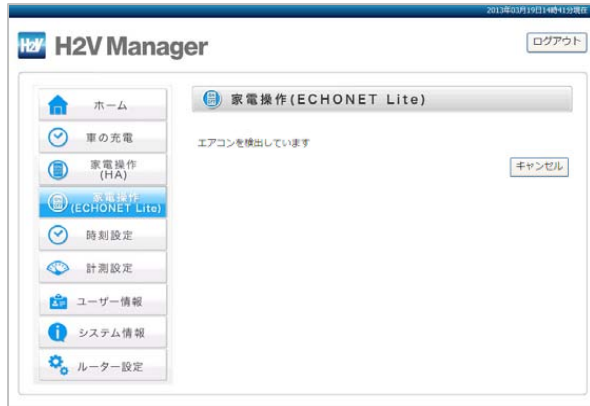 2013年03月19日14時41分現在
H2V H2V Manager
ログアウト
ホーム
車の充電
家電操作
(HA)
家電操作
(ECHONET Lite)
時刻設定
計測設定
ユーザー情報
システム情報
ルーター設定
家電操作(ECHONET Lite)
エアコンを検出しています
キャンセル